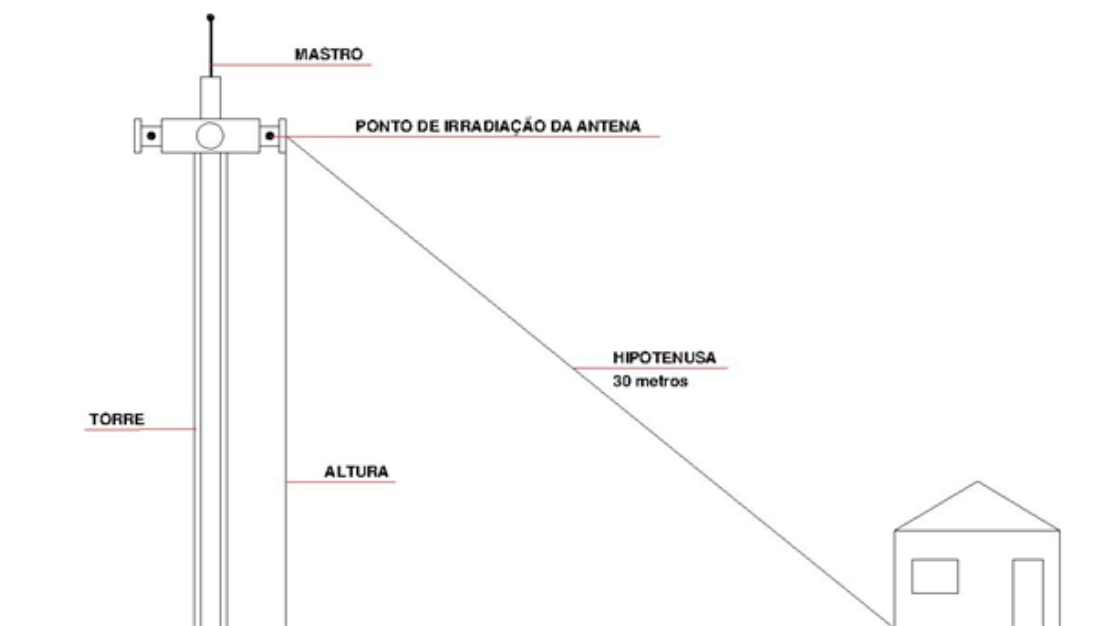 MASTRO
PONTO DE IRRADIAÇÃO DA ANTENA
HIPOTENUSA
30 metros
TORRE
ALTURA